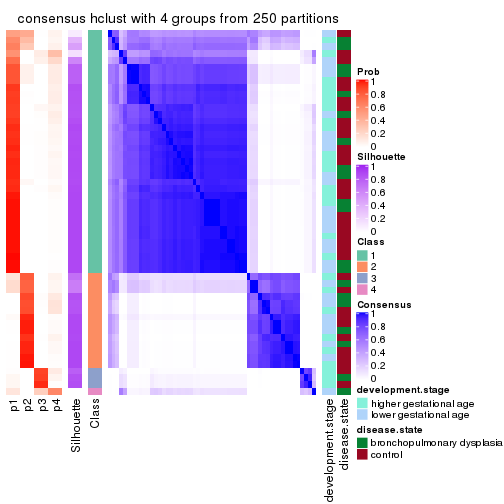 consensus hclust with 4 groups from 250 partitions
Prob
1
0.8
0.6
0.4
0.2
0
Silhouette
1
0.8
0.6
0.4
0.2
0
Class
1
2
3
4
Consensus
1
0.8
0.6
0.4
0.2
0
development.stage
higher gestational age
lower gestational age
disease.state
bronchopulmonary dysplasia
control
p1
p2
p3
p4
Silhouette
Class
development.stage
disease.state